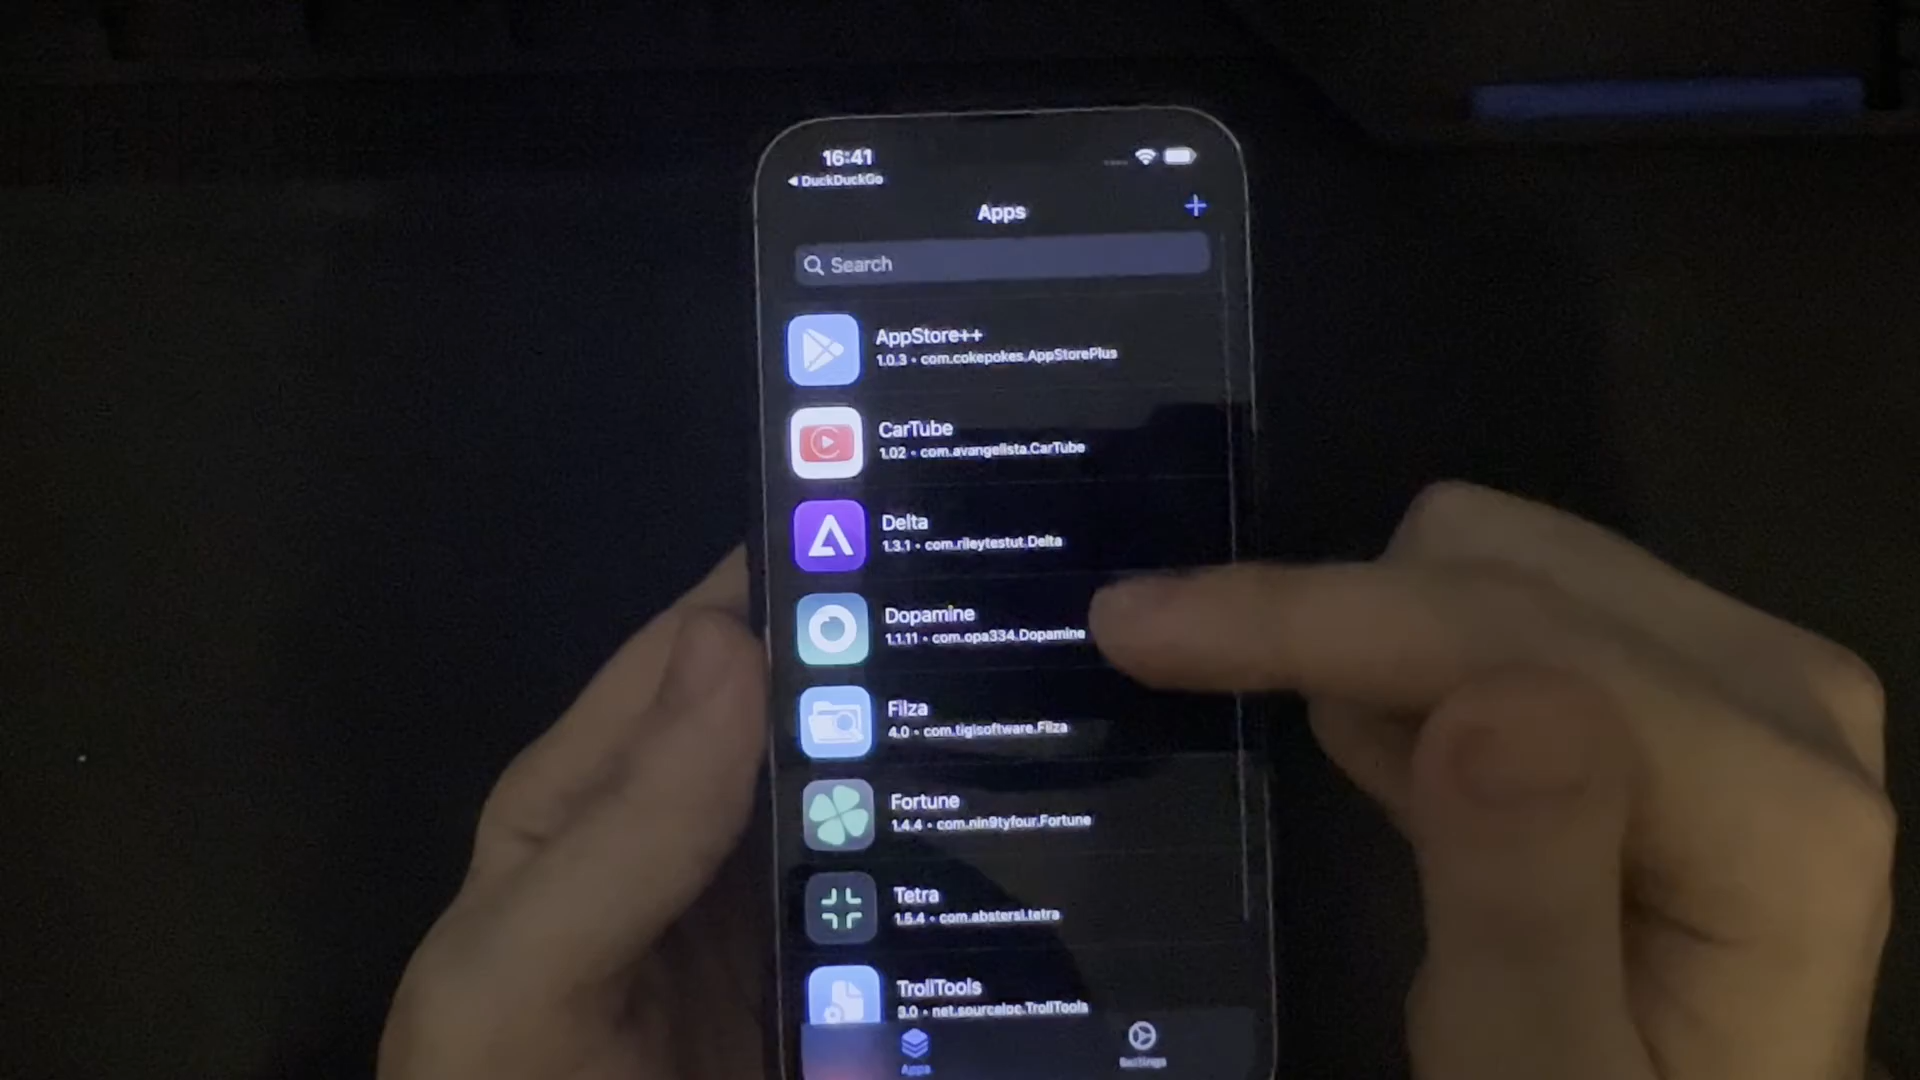 16:41
◀ DuckDuckGo
Apps
+
Search
AppStore++
1.0.3 • com.cokepokes.AppStorePlus
CarTube
1.02 • com.avangelista.CarTube
Delta
1.3.1 • com.rileytestut.Delta
Dopamine
1.1.11 • com.opa334.Dopamine
Filza
4.0 • com.tigisoftware.Filza
Fortune
1.4.4 • com.nin9tyfour.Fortune
Tetra
1.5.4 • com.abstersi.tetra
TrollTools
3.0 • net.sourceloc.TrollTools
Apps
Settings